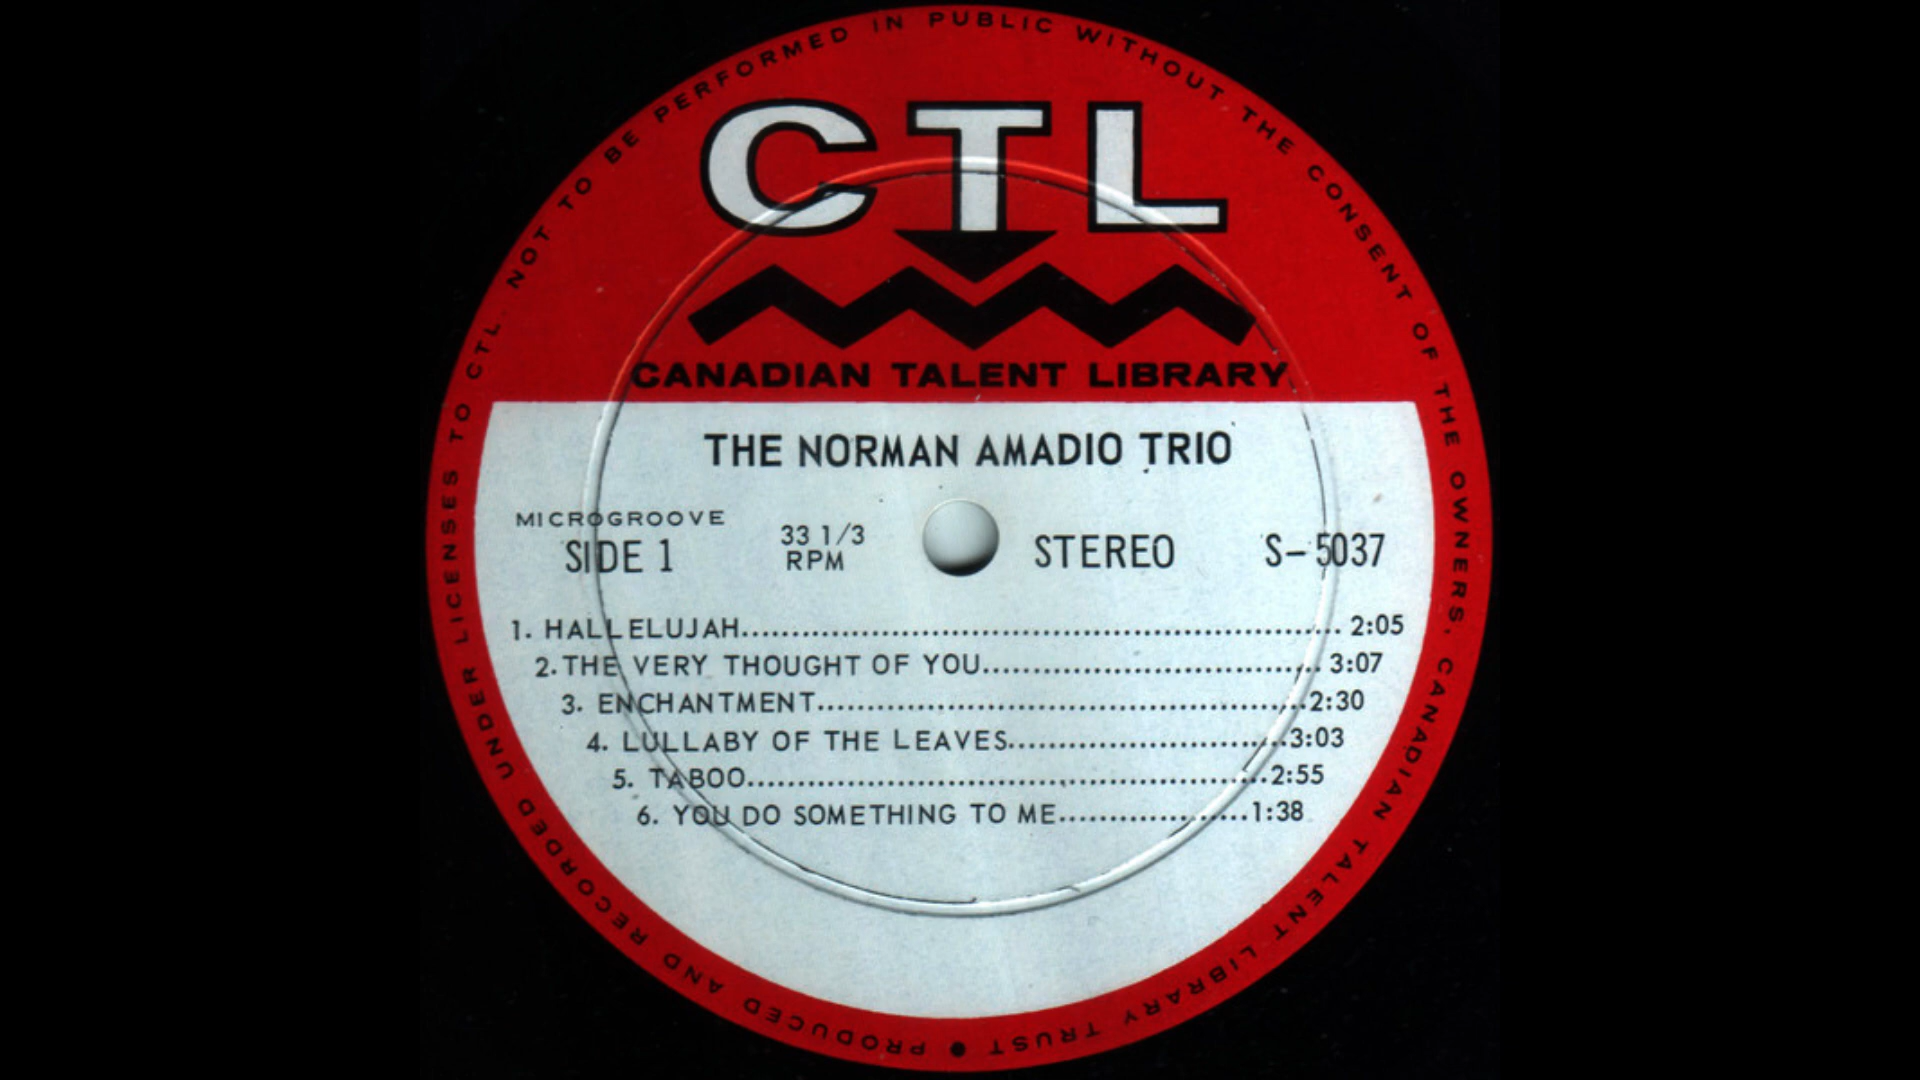 PRODUCED AND RECORDED UNDER LICENSES TO CTL. NOT TO BE PERFORMED IN PUBLIC WITHOUT THE CONSENT OF THE OWNERS, CANADIAN TALENT LIBRARY TRUST ●
CTL
CANADIAN TALENT LIBRARY
THE NORMAN AMADIO TRIO
MICROGROOVE
SIDE 1 33 1/3 RPM STEREO S-5037
1. HALLELUJAH 2:05
2. THE VERY THOUGHT OF YOU 3:07
3. ENCHANTMENT 2:30
4. LULLABY OF THE LEAVES 3:03
5. TABOO 2:55
6. YOU DO SOMETHING TO ME 1:38